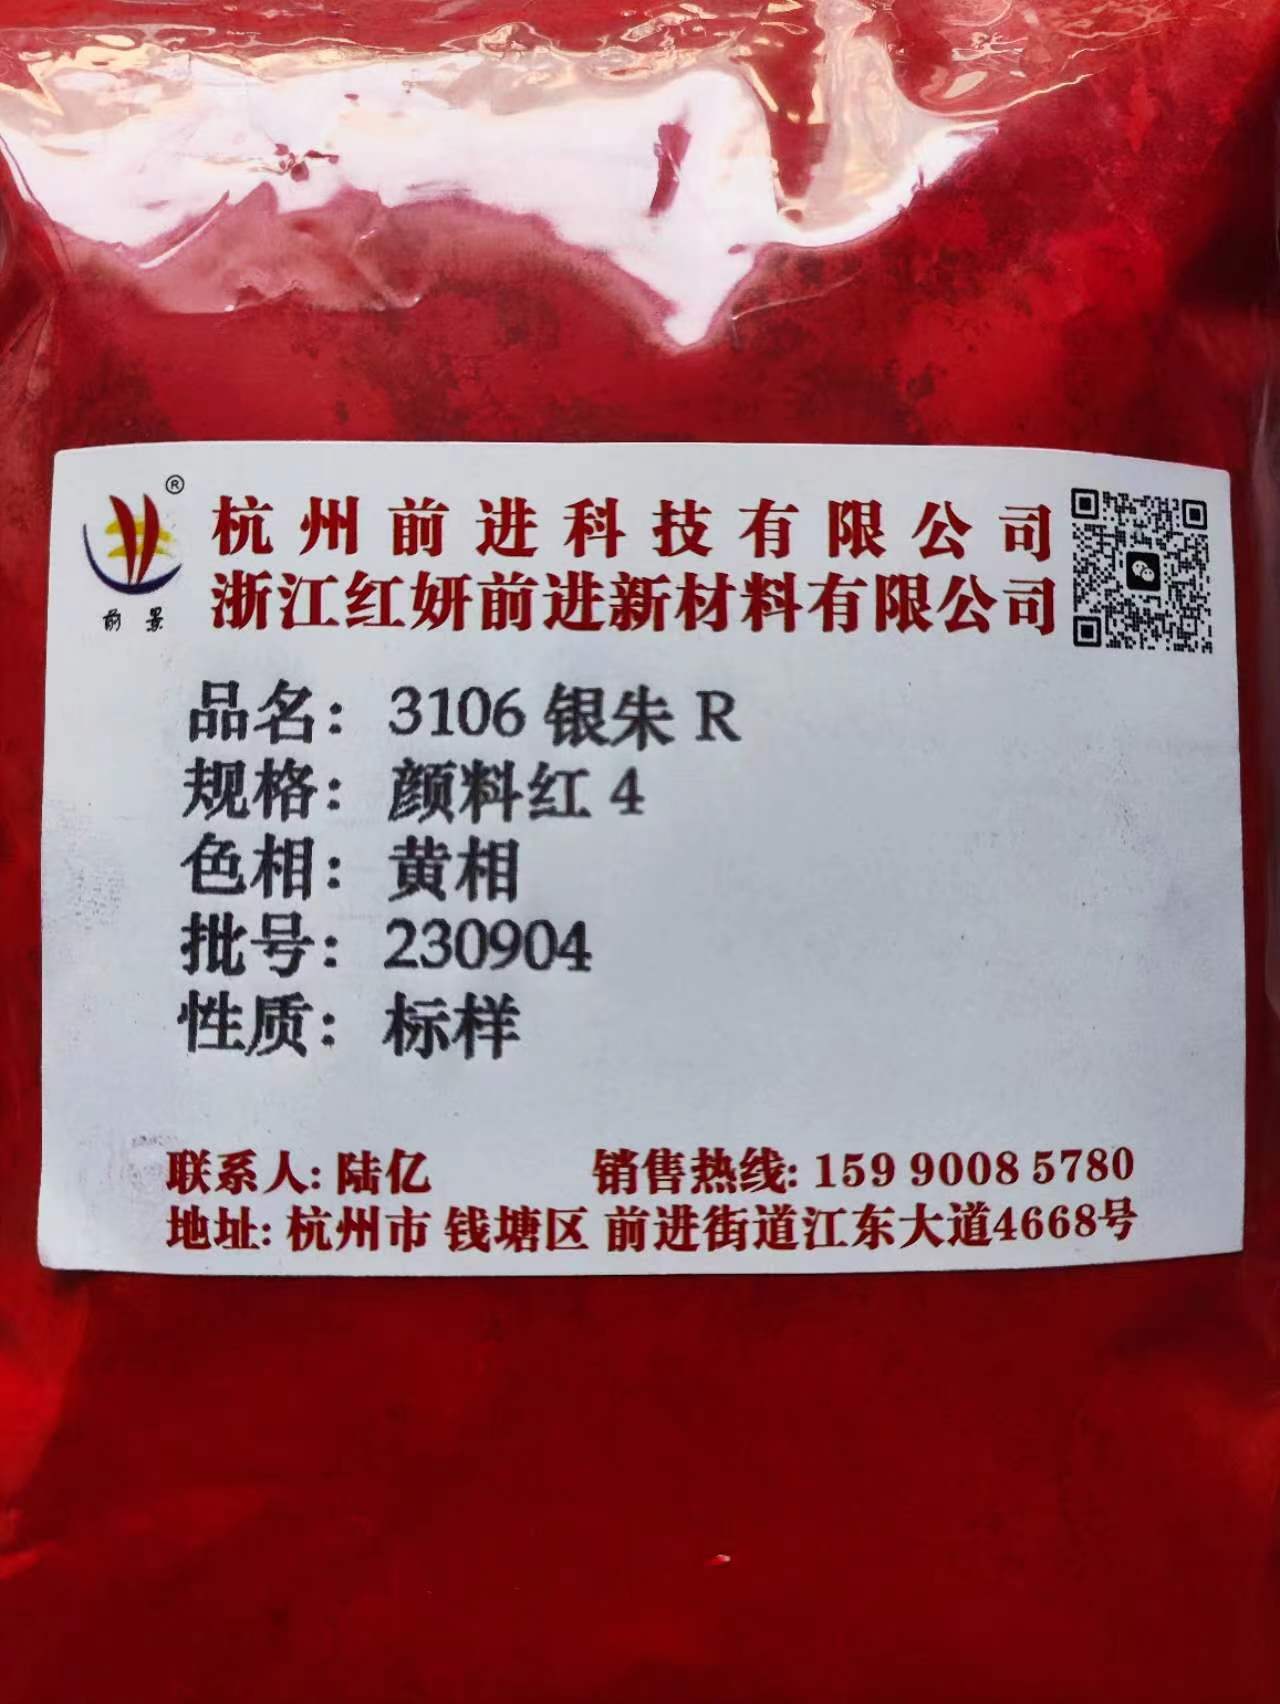 ®
前景
杭州前进科技有限公司
浙江红妍前进新材料有限公司
品名：3106 银朱 R
规格：颜料红 4
色相：黄相
批号：230904
性质：标样
联系人: 陆亿 销售热线: 159 9008 5780
地址: 杭州市 钱塘区 前进街道江东大道4668号